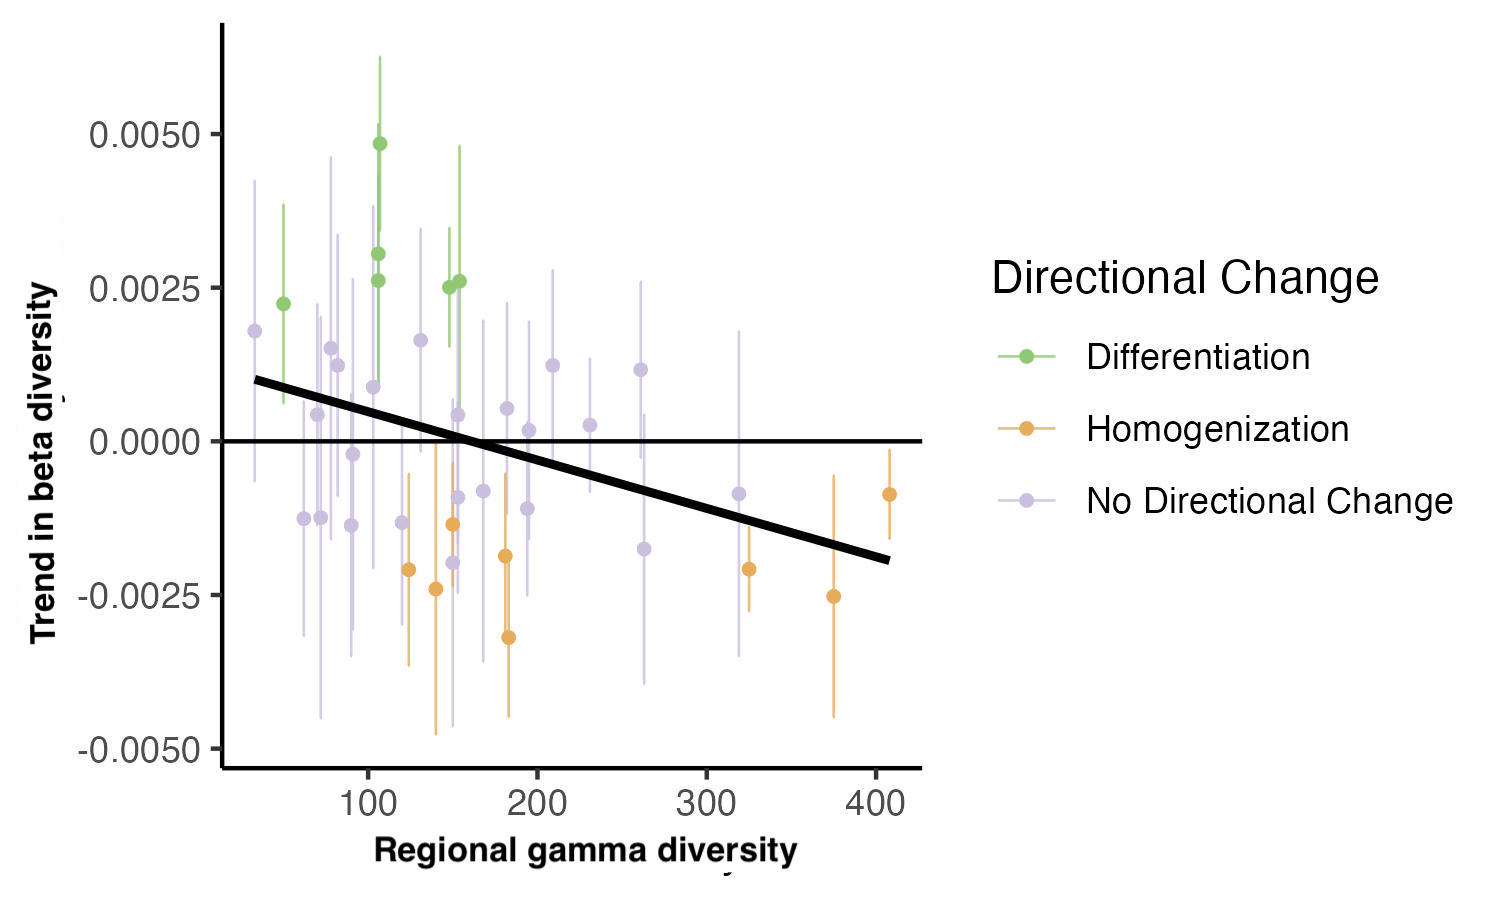 0.0050
0.0025
0.0000
-0.0025
-0.0050
Trend in beta diversity
100 200 300 400
Regional gamma diversity
Directional Change
Differentiation
Homogenization
No Directional Change